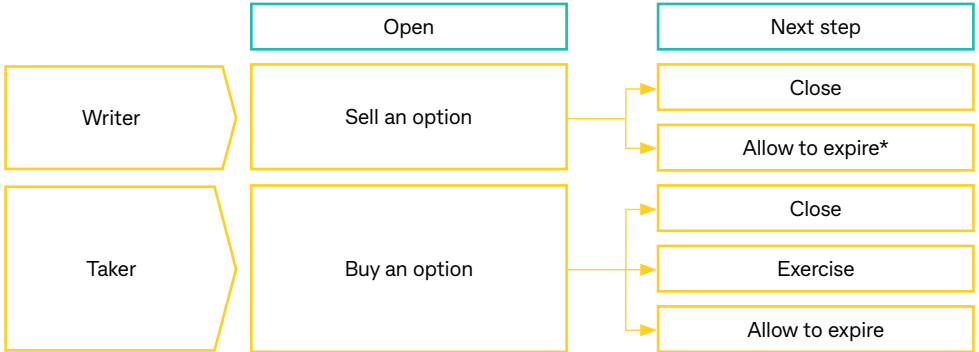 Open
Next step
Writer
Sell an option
Close
Allow to expire*
Taker
Buy an option
Close
Exercise
Allow to expire